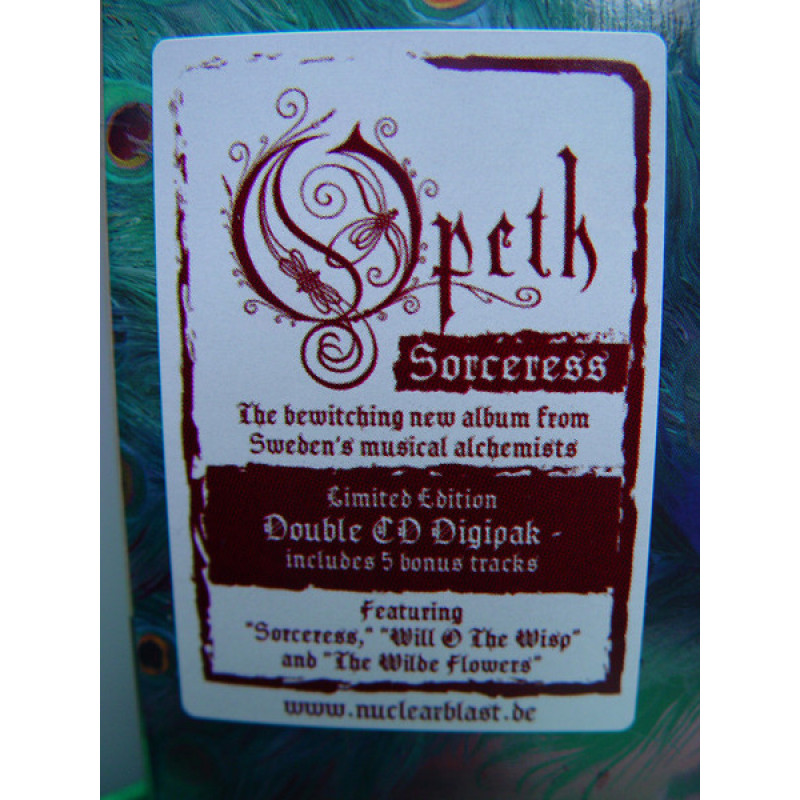 Opeth
Sorceress
The bewitching new album from
Sweden's musical alchemists
Limited Edition
Double CD Digipak -
includes 5 bonus tracks
Featuring
"Sorceress," "Will O The Wisp"
and "The Wilde Flowers"
www.nuclearblast.de